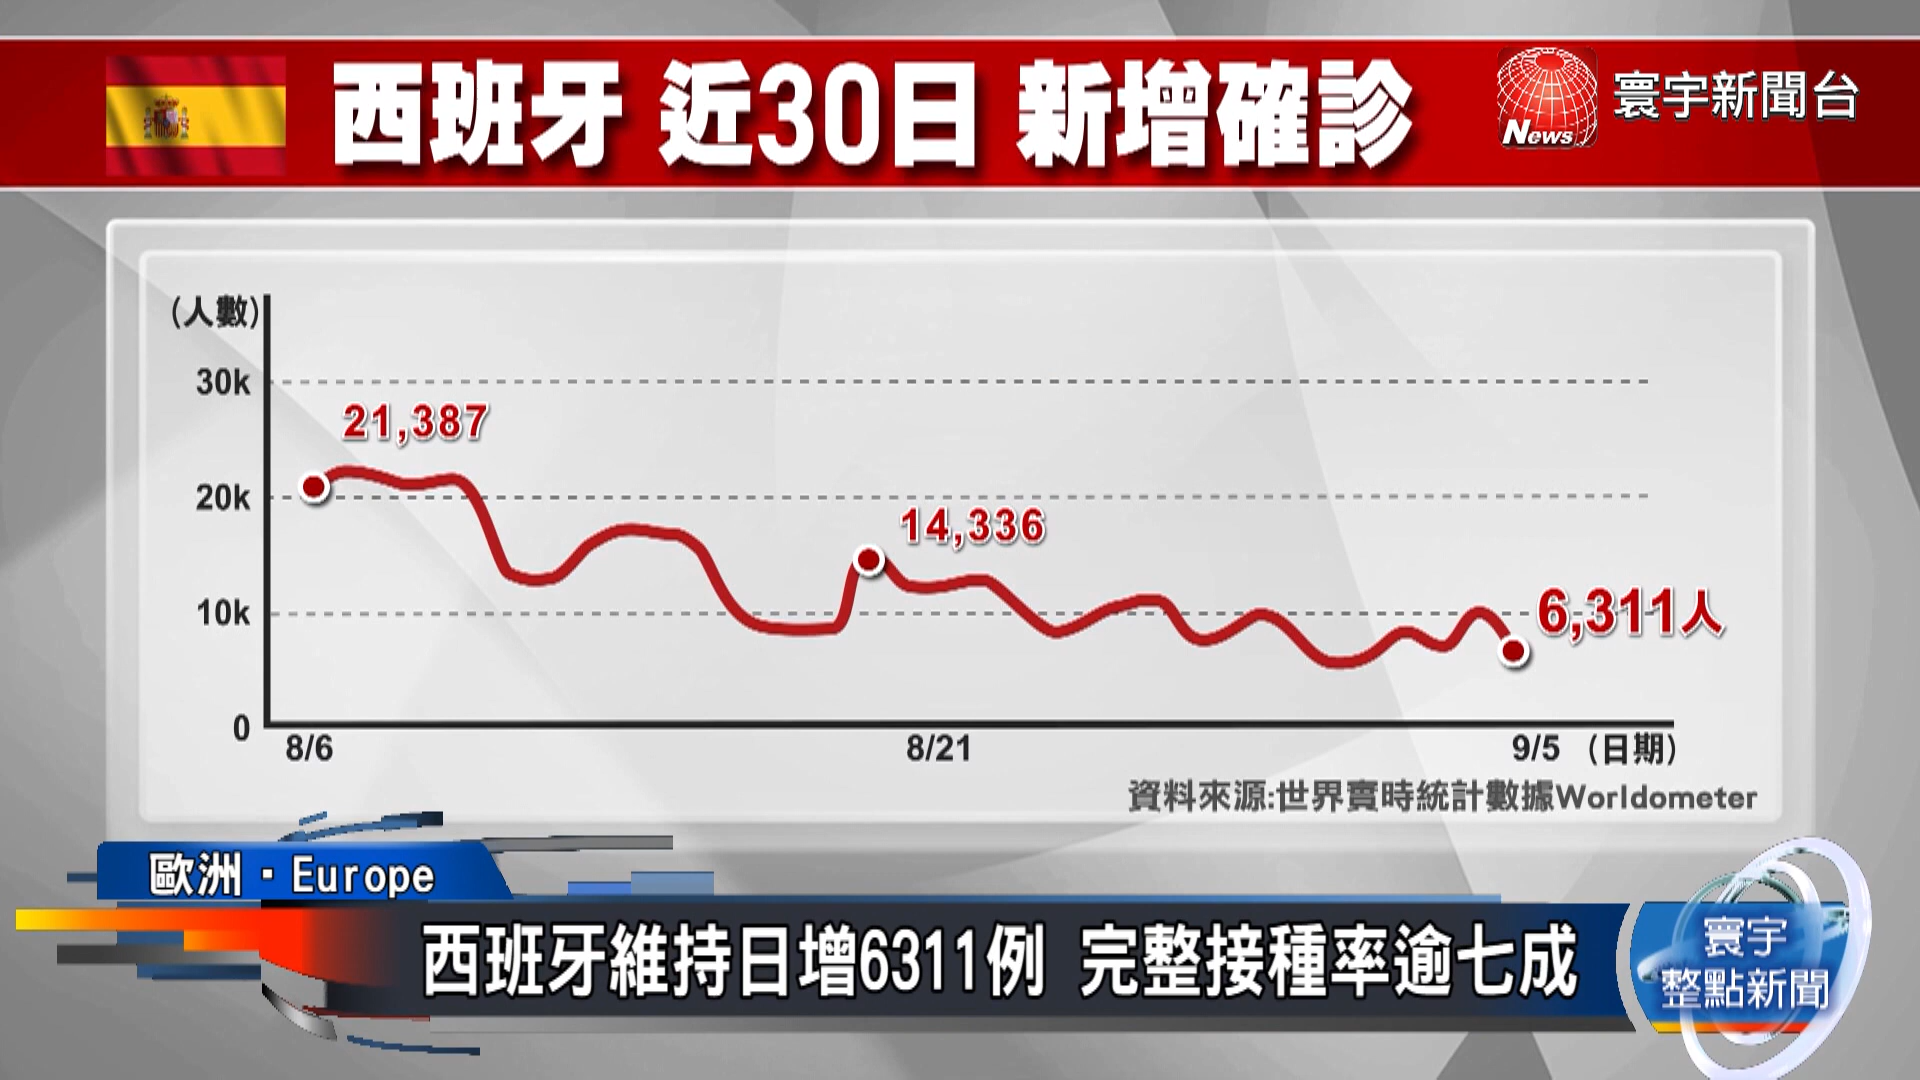 西班牙 近30日 新增確診
News
寰宇新聞台
(人數)
30k
21,387
20k
14,336
10k
6,311人
0
8/6
8/21
9/5 (日期)
資料來源:世界實時統計數據Worldometer
歐洲·Europe
西班牙維持日增6311例 完整接種率逾七成
寰宇
整點新聞